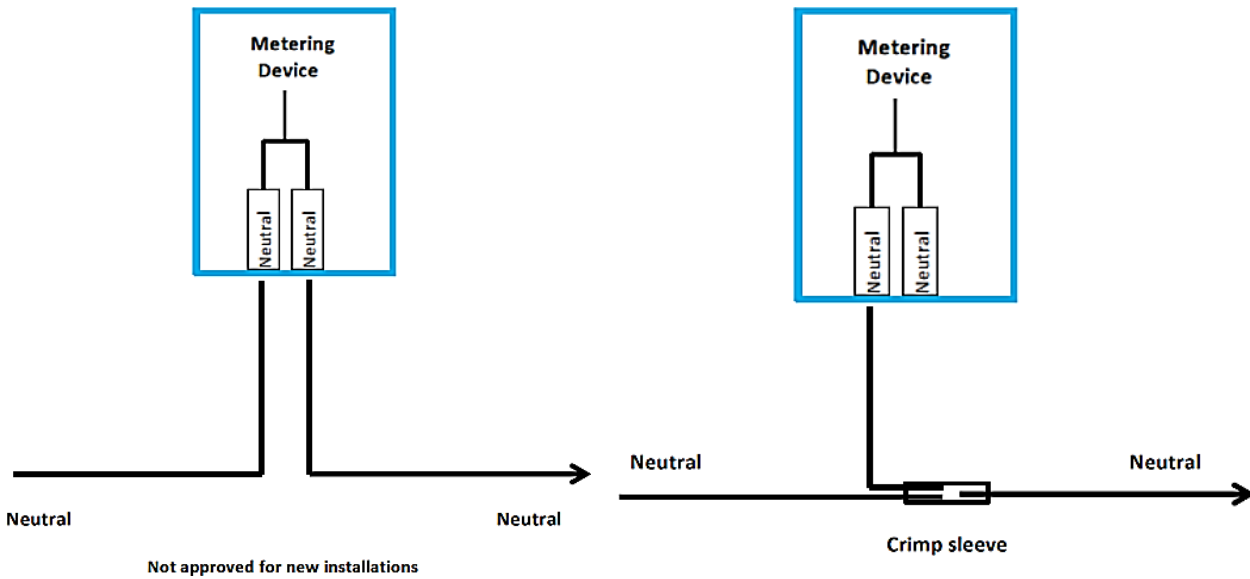 Metering
Device
Neutral
Neutral
Neutral
Neutral
Not approved for new installations
Metering
Device
Neutral
Neutral
Neutral
Neutral
Crimp sleeve